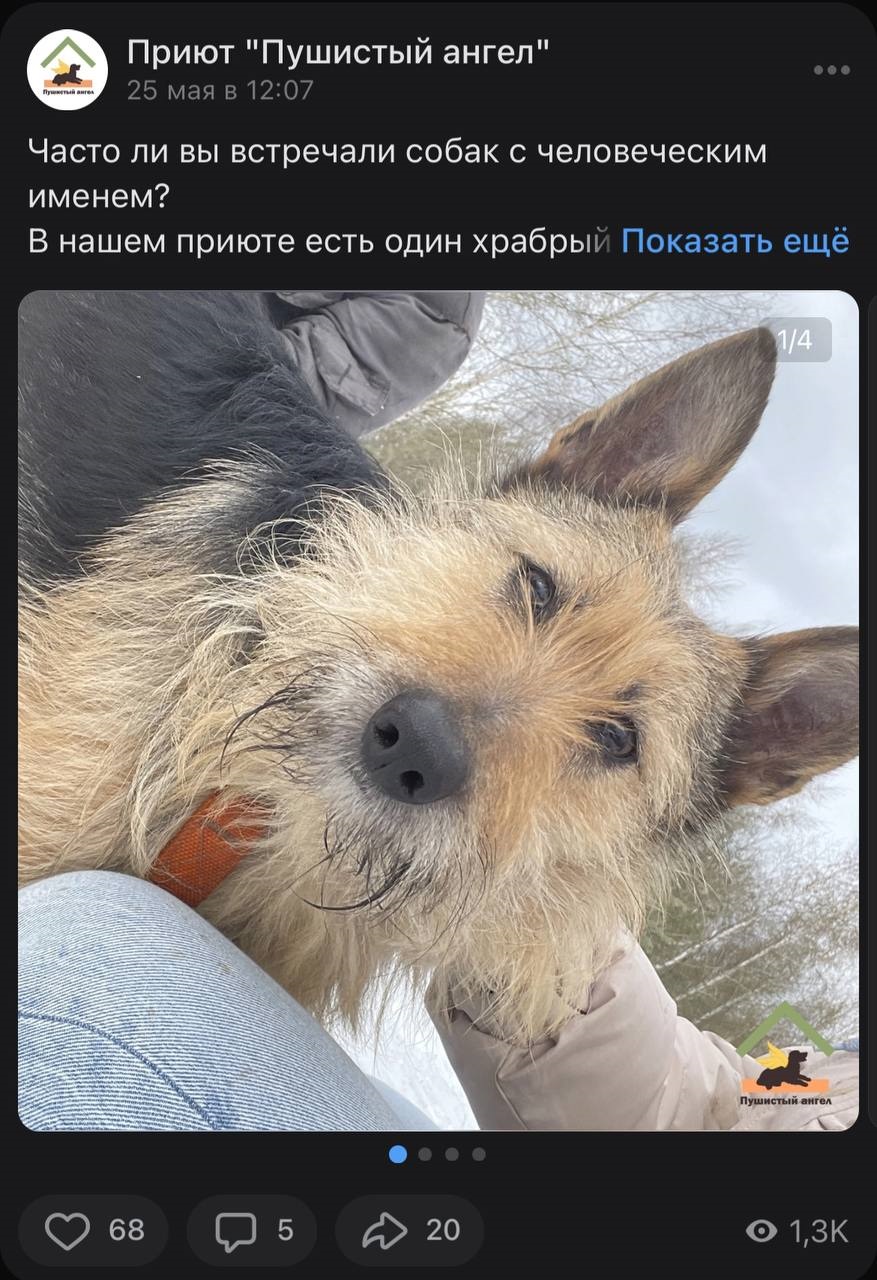 Приют "Пушистый ангел"
25 мая в 12:07
Пушистый ангел
Часто ли вы встречали собак с человеческим
именем?
В нашем приюте есть один храбрый Показать ещё
1/4
Пушистый ангел
68 5 20 1,3K